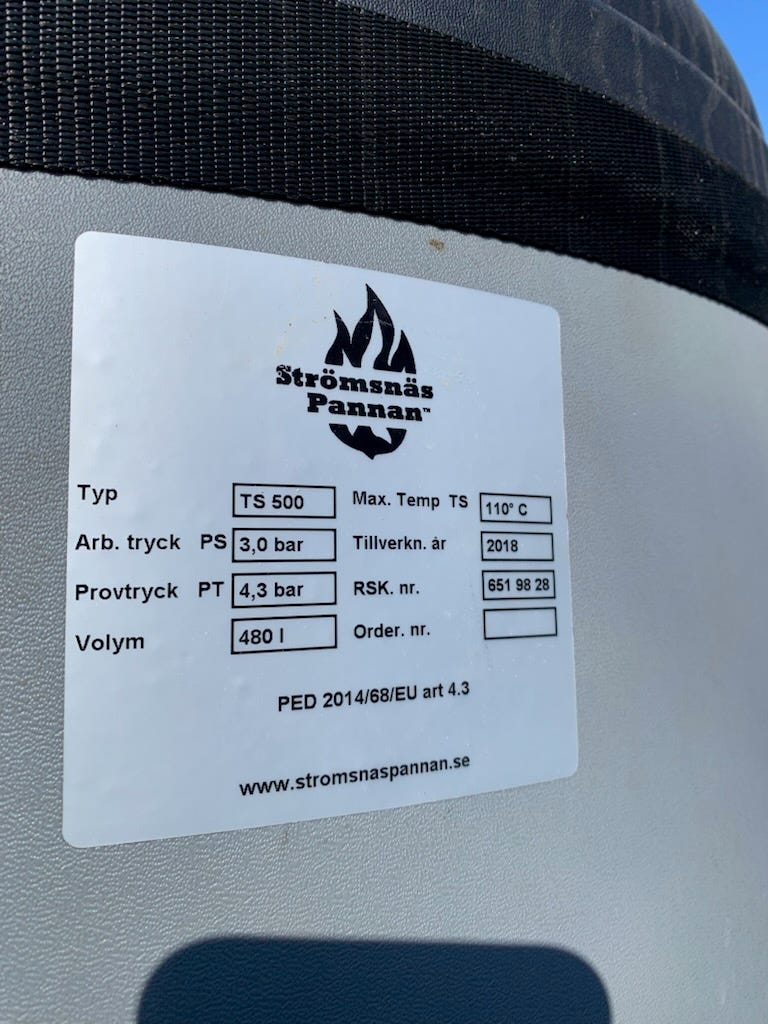 Strömsnäs
Pannan™
Typ TS 500 Max. Temp TS 110° C
Arb. tryck PS 3,0 bar Tillverkn. år 2018
Provtryck PT 4,3 bar RSK. nr. 651 98 28
Volym 480 l Order. nr.
PED 2014/68/EU art 4.3
www.stromsnaspannan.se